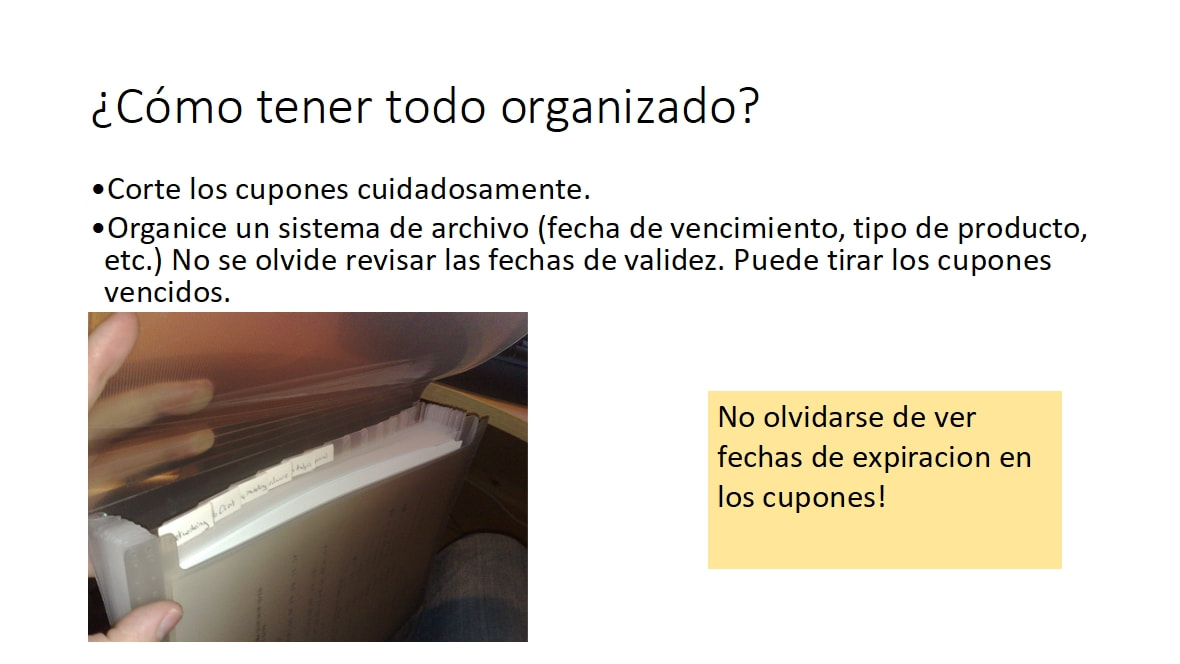 ¿Cómo tener todo organizado?
•Corte los cupones cuidadosamente.
•Organice un sistema de archivo (fecha de vencimiento, tipo de producto,
etc.) No se olvide revisar las fechas de validez. Puede tirar los cupones
vencidos.
No olvidarse de ver
fechas de expiracion en
los cupones!